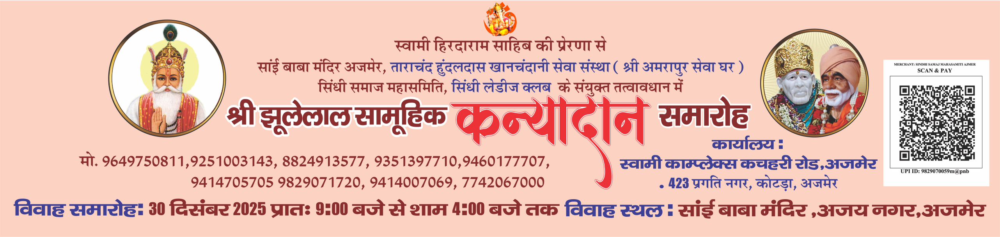 स्वामी हिरदाराम साहिब की प्रेरणा से
सांई बाबा मंदिर अजमेर, ताराचंद हुंदलदास खानचंदानी सेवा संस्था ( श्री अमरापुर सेवा घर )
सिंधी समाज महासमिति, सिंधी लेडीज क्लब के संयुक्त तत्वावधान में
श्री झूलेलाल सामूहिक कन्यादान समारोह
मो. 9649750811,9251003143, 8824913577, 9351397710,9460177707,
9414705705 9829071720, 9414007069, 7742067000
कार्यालय :
स्वामी काम्प्लेक्स कचहरी रोड,अजमेर
. 423 प्रगति नगर, कोटड़ा, अजमेर
MERCHANT: SINDHI SAMAJ MAHASAMITI AJMER
SCAN & PAY
UPI ID: 9829070059m@pnb
विवाह समारोह: 30 दिसंबर 2025 प्रातः 9:00 बजे से शाम 4:00 बजे तक विवाह स्थल : सांई बाबा मंदिर ,अजय नगर,अजमेर